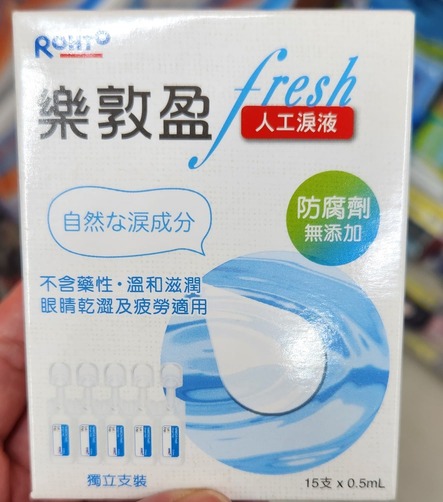 ROHTO
樂敦盈
fresh
人工淚液
自然な涙成分
防腐劑
無添加
不含藥性・溫和滋潤
眼睛乾澀及疲勞適用
獨立支裝
15支 x 0.5mL